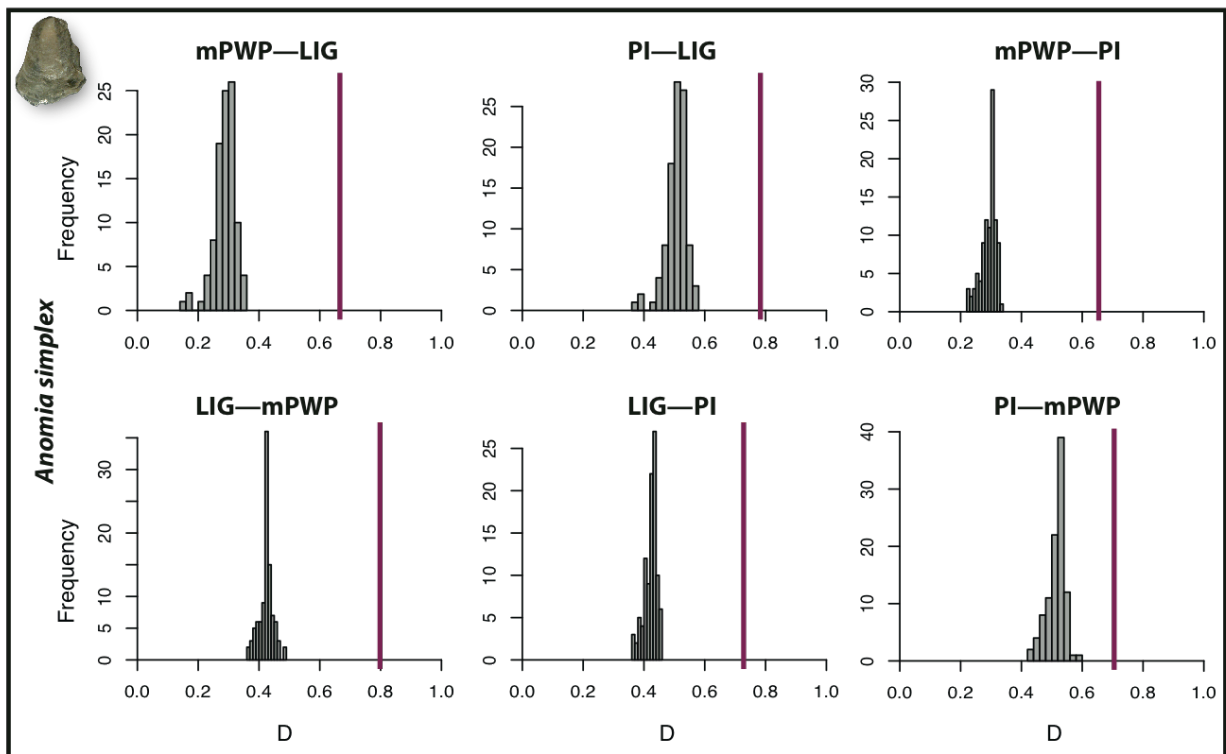 mPWP—LIG
PI—LIG
mPWP—PI
Anomia simplex
Frequency
0 5 10 15 20 25
0.0 0.2 0.4 0.6 0.8 1.0
0 5 10 15 20 25
0.0 0.2 0.4 0.6 0.8 1.0
0 5 10 15 20 25 30
0.0 0.2 0.4 0.6 0.8 1.0
LIG—mPWP
LIG—PI
PI—mPWP
Frequency
0 10 20 30
0.0 0.2 0.4 0.6 0.8 1.0
0 5 10 15 20 25
0.0 0.2 0.4 0.6 0.8 1.0
0 10 20 30 40
0.0 0.2 0.4 0.6 0.8 1.0
D
D
D